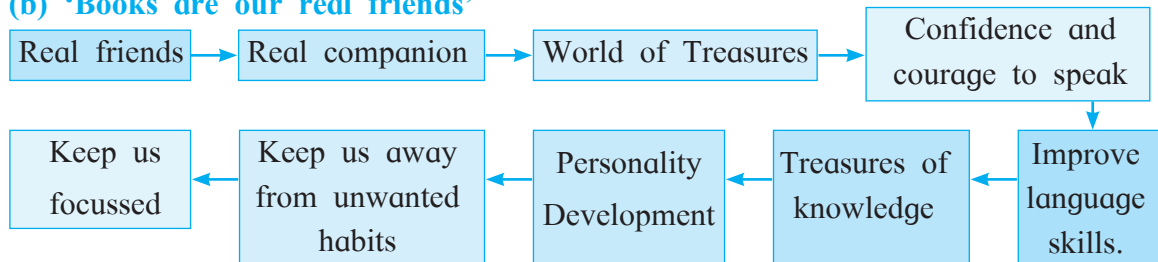 (b) ‘Books are our real friends’
Real friends
Real companion
World of Treasures
Confidence and
courage to speak
Improve
language
skills.
Treasures of
knowledge
Personality
Development
Keep us away
from unwanted
habits
Keep us
focussed